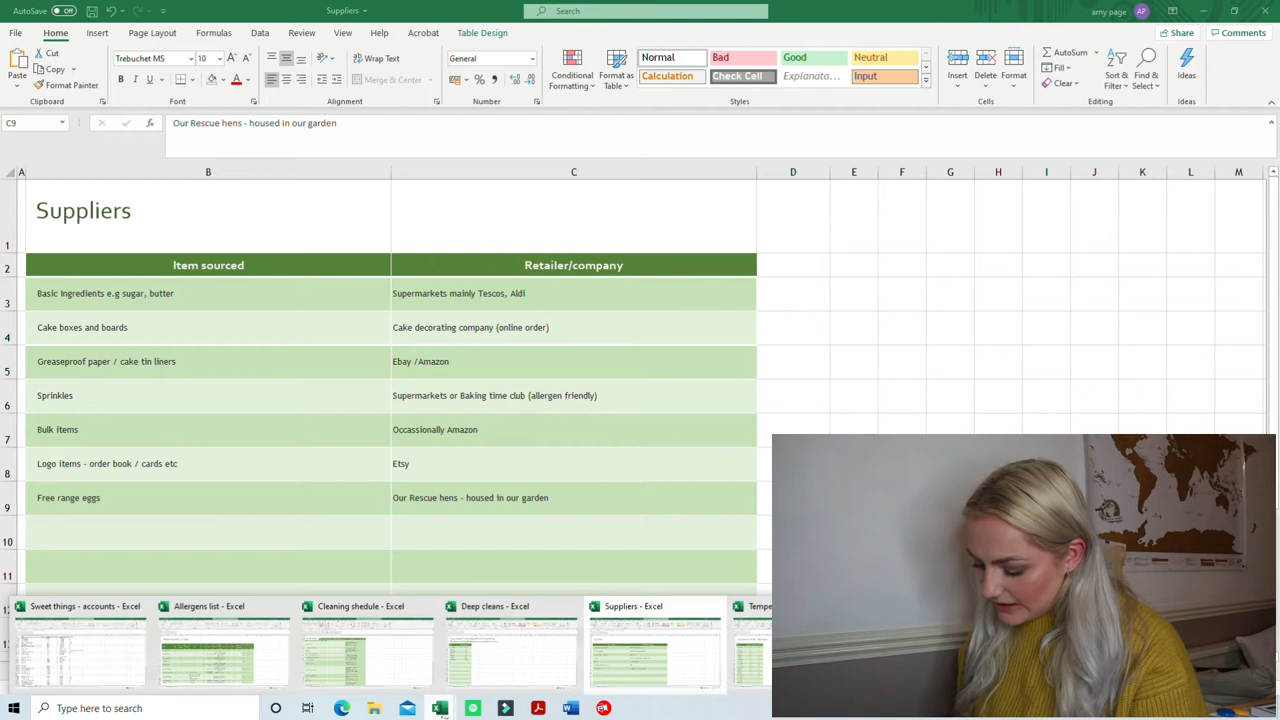 AutoSave Off Suppliers Search amy page AP
File Home Insert Page Layout Formulas Data Review View Help Acrobat Table Design Share Comments
Paste Cut Copy Format Painter Clipboard
Trebuchet MS 10 B I U Font
Wrap Text Merge & Center Alignment
General % Number
Conditional Formatting Format as Table
Normal Bad Good Neutral
Calculation Check Cell Explanato... Input
Styles
Insert Delete Format Cells
AutoSum Fill Clear Sort & Filter Find & Select Editing
Ideas Ideas
C9 fx Our Rescue hens - housed in our garden
A B C D E F G H I J K L M
1 Suppliers
2 Item sourced Retailer/company
3 Basic Ingredients e.g sugar, butter Supermarkets mainly Tescos, Aldi
4 Cake boxes and boards Cake decorating company (online order)
5 Greaseproof paper / cake tin liners Ebay /Amazon
6 Sprinkles Supermarkets or Baking time club (allergen friendly)
7 Bulk items Occassionally Amazon
8 Logo items - order book / cards etc Etsy
9 Free range eggs Our Rescue hens - housed in our garden
10
11
Sweet things - accounts - Excel Allergens list - Excel Cleaning shedule - Excel Deep cleans - Excel Suppliers - Excel Tempe
Type here to search